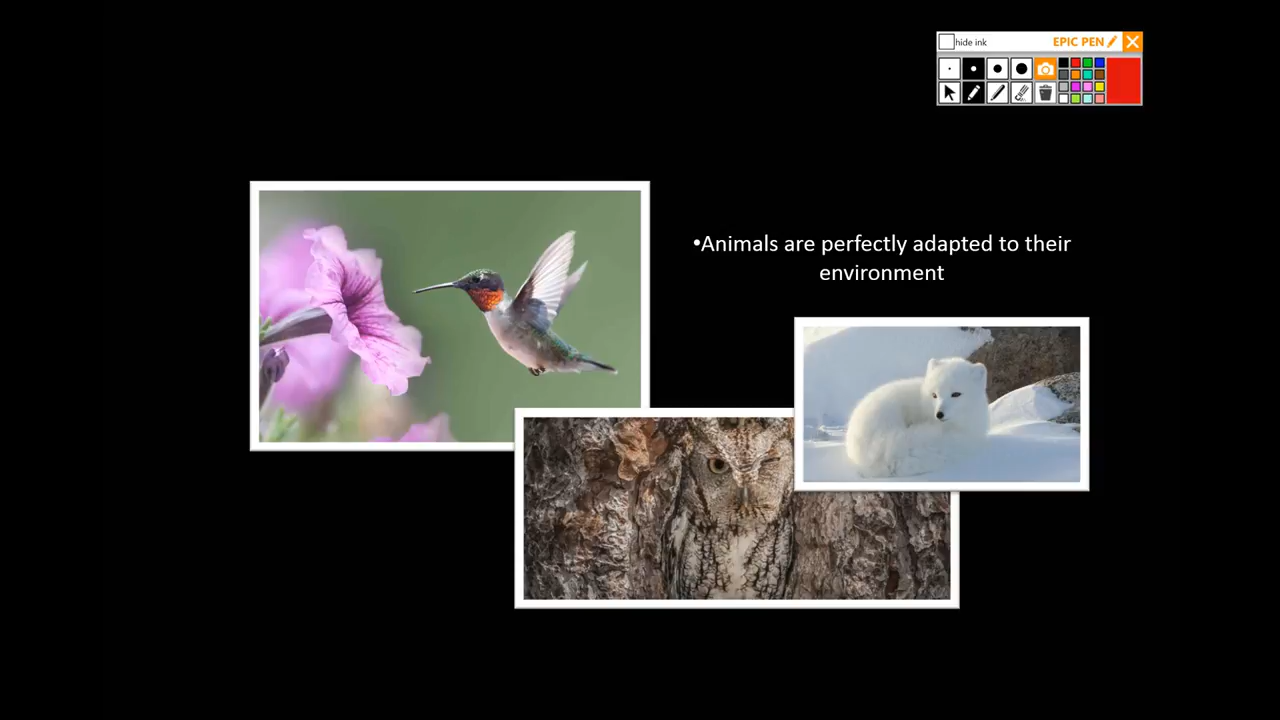 hide ink
EPIC PEN
•Animals are perfectly adapted to their
environment